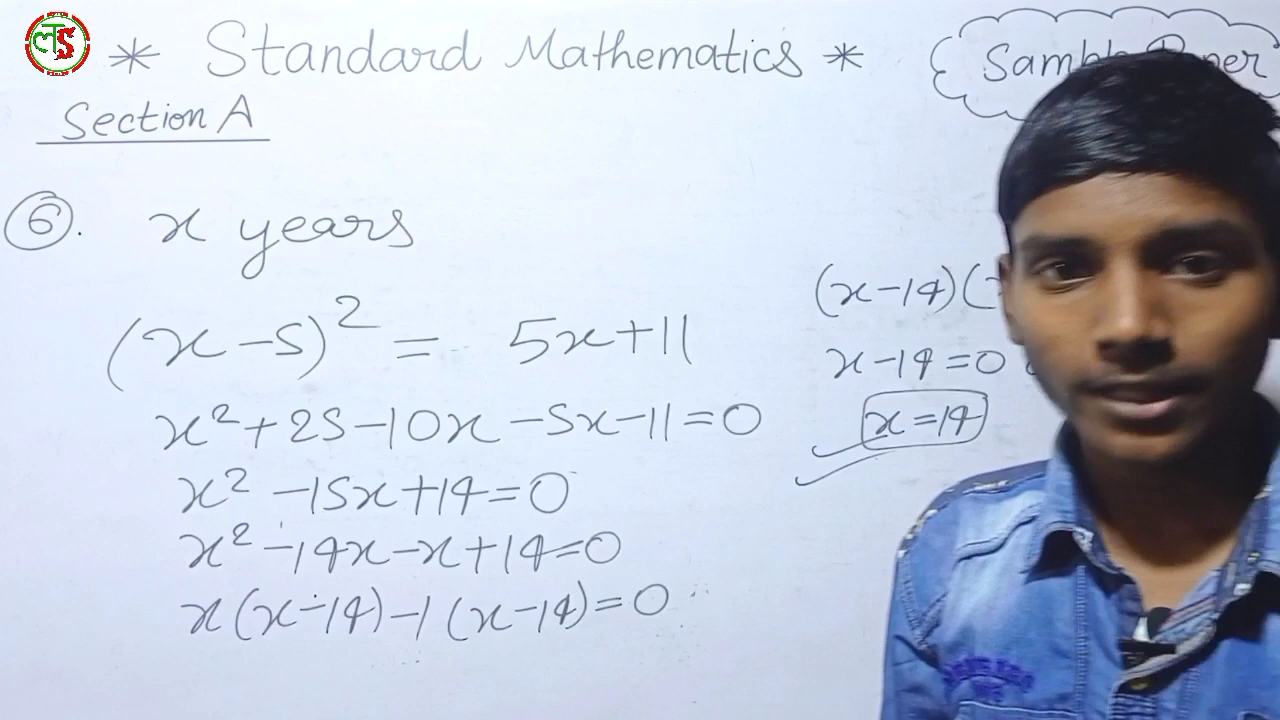 लTS
* Standard Mathematics *
Section A
6. x years
(x-5)² = 5x+11
x²+25-10x-5x-11=0
x²-15x+14=0
x²-14x-x+14=0
x(x-14)-1(x-14)=0
(x-14)(
x-14=0
x=14